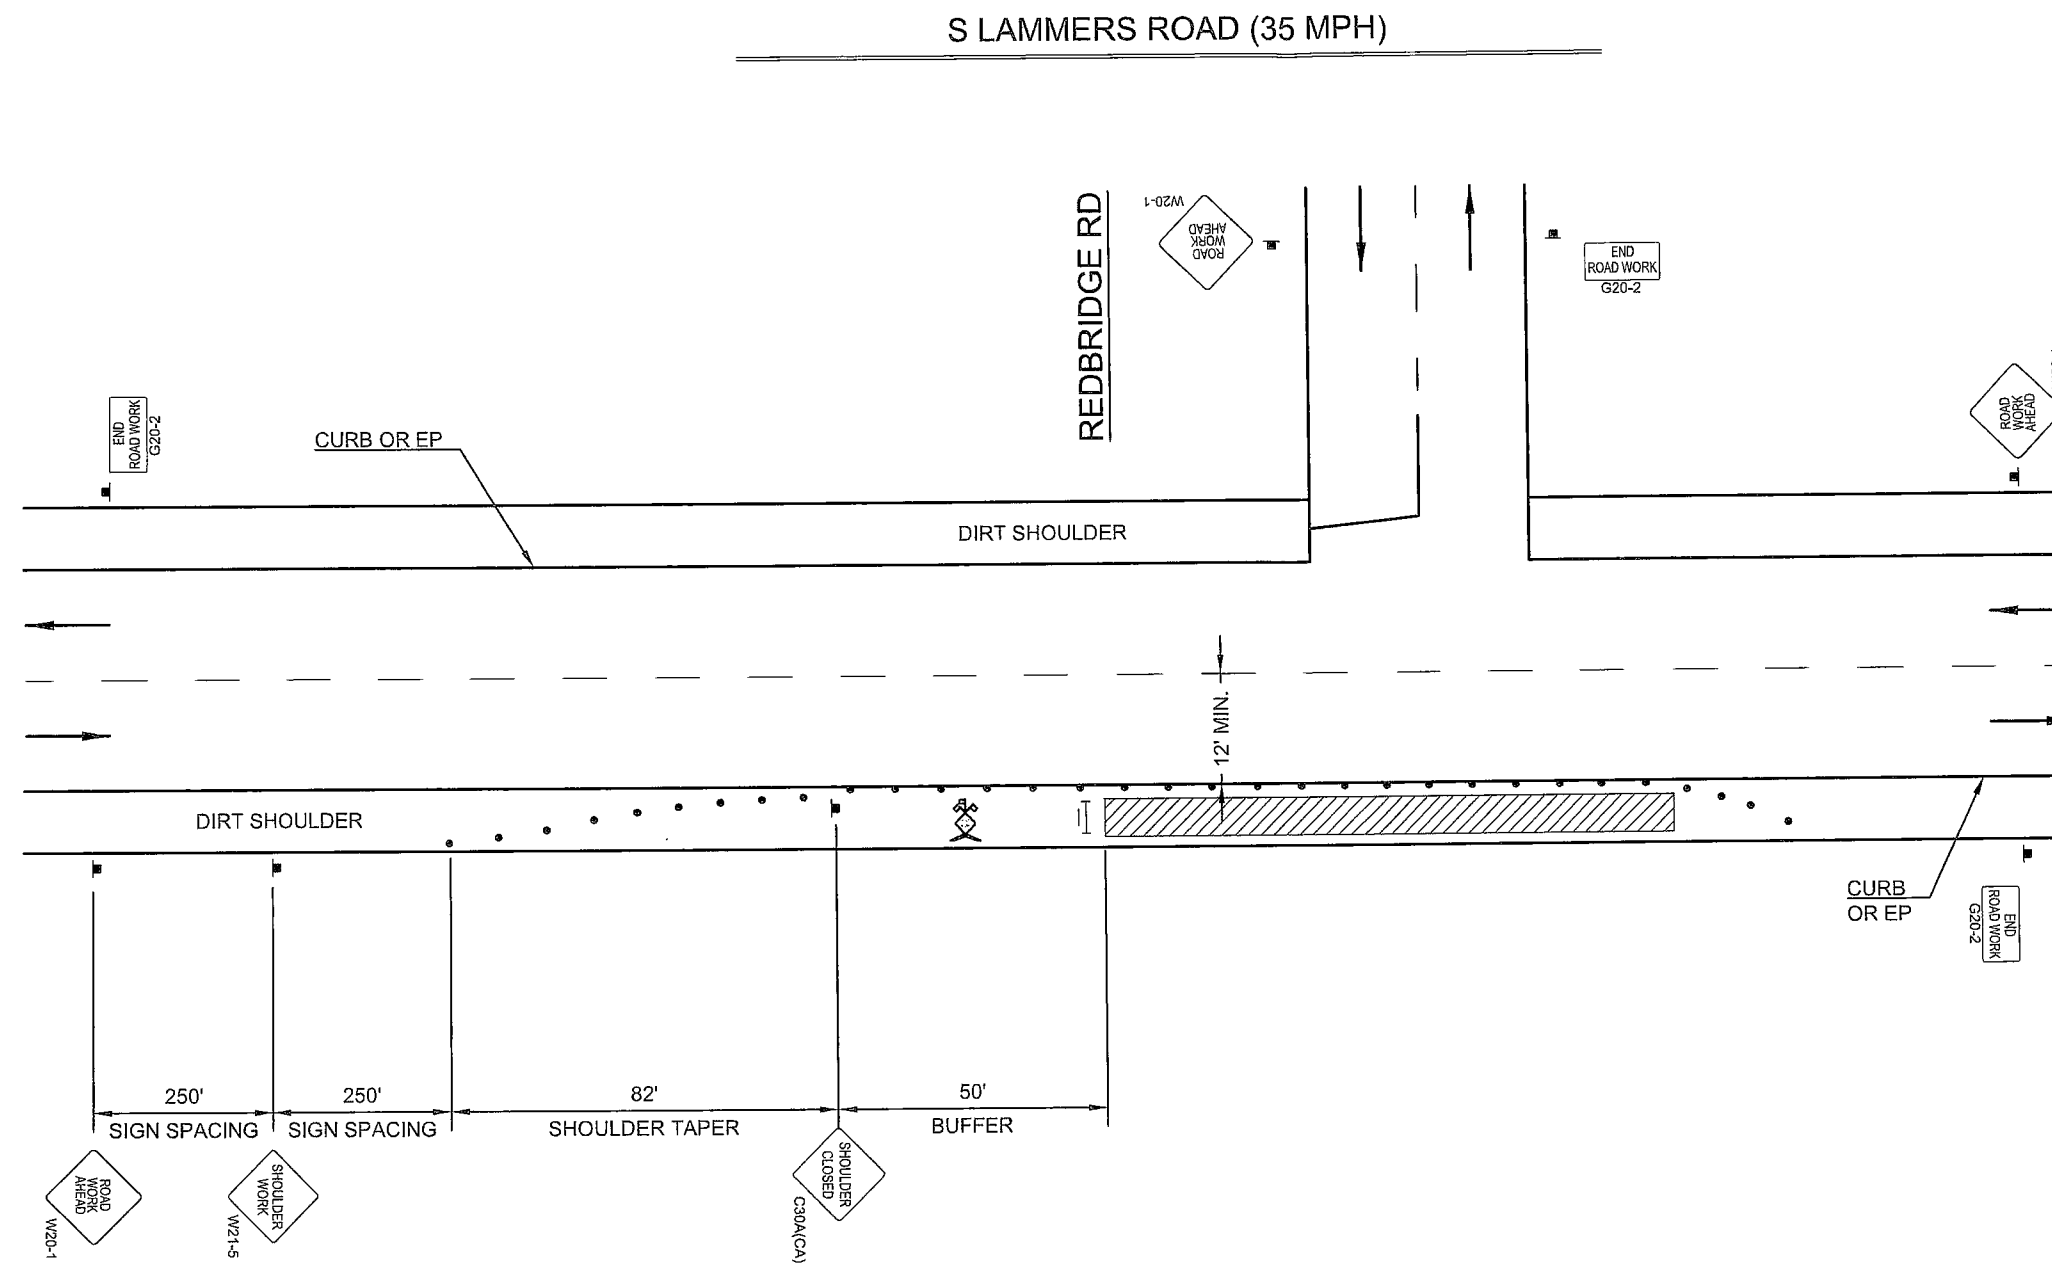 S LAMMERS ROAD (35 MPH)
REDBRIDGE RD
W20-1
ROAD
WORK
AHEAD
END
ROAD WORK
G20-2
END
ROAD WORK
G20-2
CURB OR EP
ROAD
WORK
AHEAD
DIRT SHOULDER
12' MIN.
DIRT SHOULDER
CURB
OR EP
END
ROAD WORK
G20-2
250'
SIGN SPACING
250'
SIGN SPACING
82'
SHOULDER TAPER
50'
BUFFER
ROAD
WORK
AHEAD
W20-1
SHOULDER
WORK
W21-5
SHOULDER
CLOSED
C30A(CA)